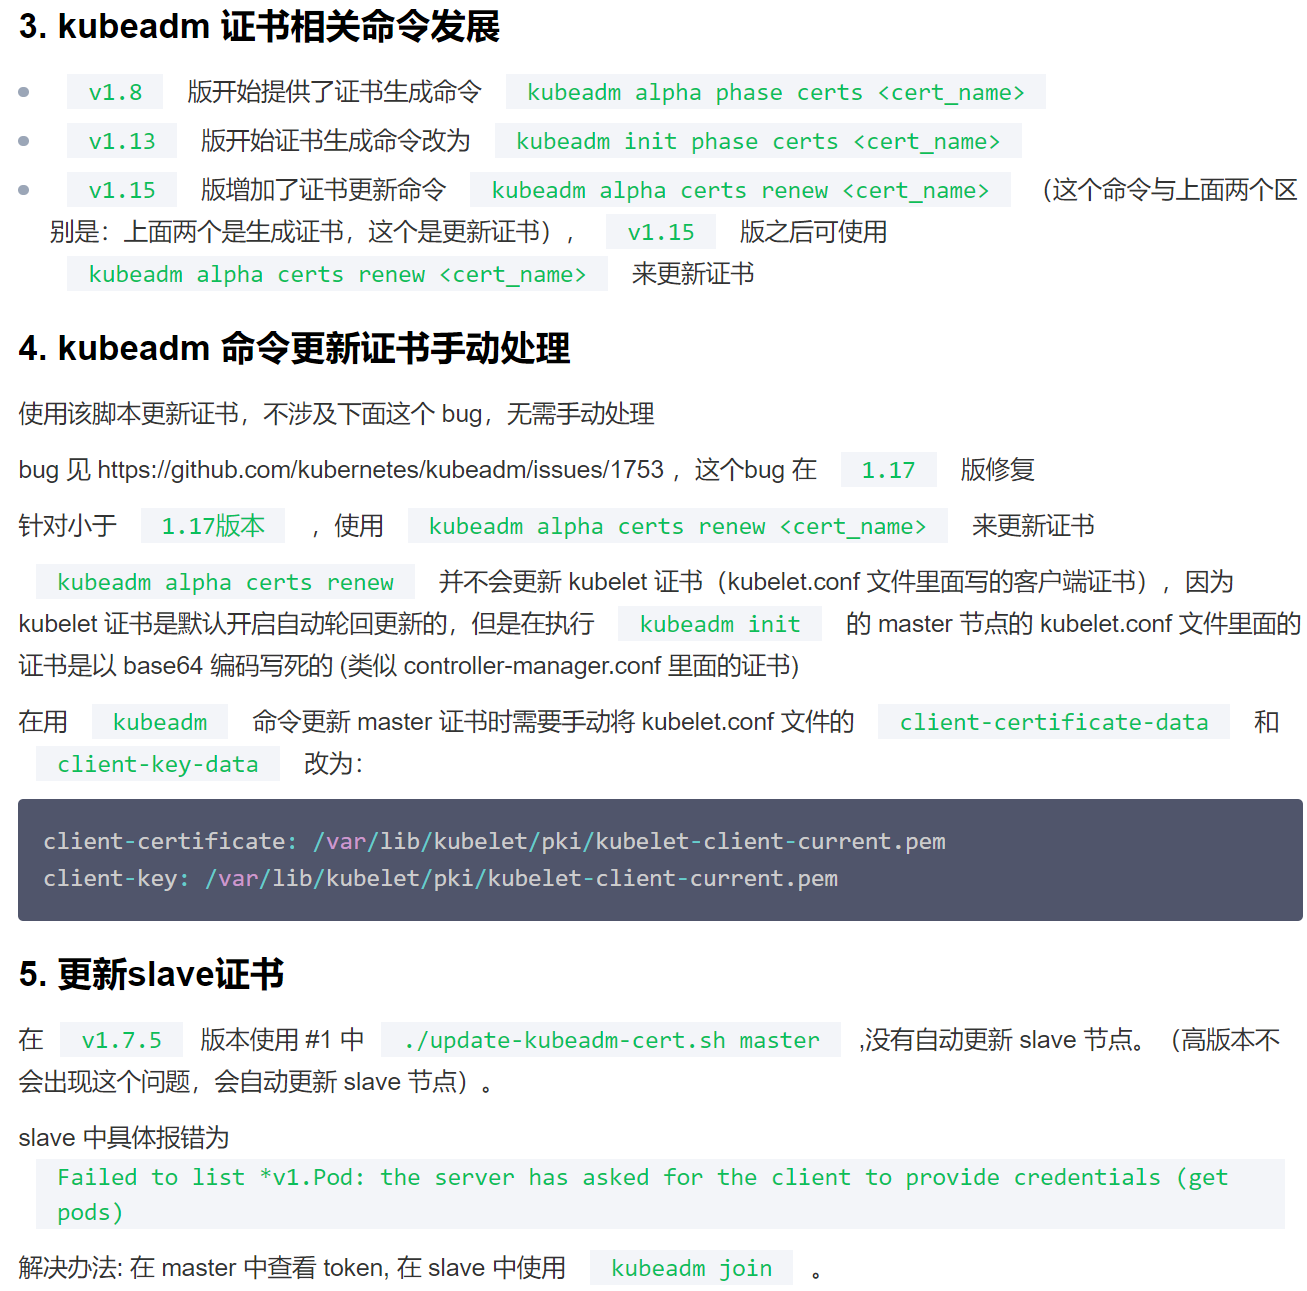 3. kubeadm 证书相关命令发展
v1.8 版开始提供了证书生成命令 kubeadm alpha phase certs <cert_name>
v1.13 版开始证书生成命令改为 kubeadm init phase certs <cert_name>
v1.15 版增加了证书更新命令 kubeadm alpha certs renew <cert_name> （这个命令与上面两个区
别是：上面两个是生成证书，这个是更新证书）， v1.15 版之后可使用
kubeadm alpha certs renew <cert_name> 来更新证书
4. kubeadm 命令更新证书手动处理
使用该脚本更新证书，不涉及下面这个 bug，无需手动处理
bug 见 https://github.com/kubernetes/kubeadm/issues/1753 ，这个bug 在 1.17 版修复
针对小于 1.17版本 ，使用 kubeadm alpha certs renew <cert_name> 来更新证书
kubeadm alpha certs renew 并不会更新 kubelet 证书（kubelet.conf 文件里面写的客户端证书），因为
kubelet 证书是默认开启自动轮回更新的，但是在执行 kubeadm init 的 master 节点的 kubelet.conf 文件里面的
证书是以 base64 编码写死的 (类似 controller-manager.conf 里面的证书)
在用 kubeadm 命令更新 master 证书时需要手动将 kubelet.conf 文件的 client-certificate-data 和
client-key-data 改为：
client-certificate: /var/lib/kubelet/pki/kubelet-client-current.pem
client-key: /var/lib/kubelet/pki/kubelet-client-current.pem
5. 更新slave证书
在 v1.7.5 版本使用 #1 中 ./update-kubeadm-cert.sh master ,没有自动更新 slave 节点。（高版本不
会出现这个问题，会自动更新 slave 节点）。
slave 中具体报错为
Failed to list *v1.Pod: the server has asked for the client to provide credentials (get
pods)
解决办法: 在 master 中查看 token, 在 slave 中使用 kubeadm join 。